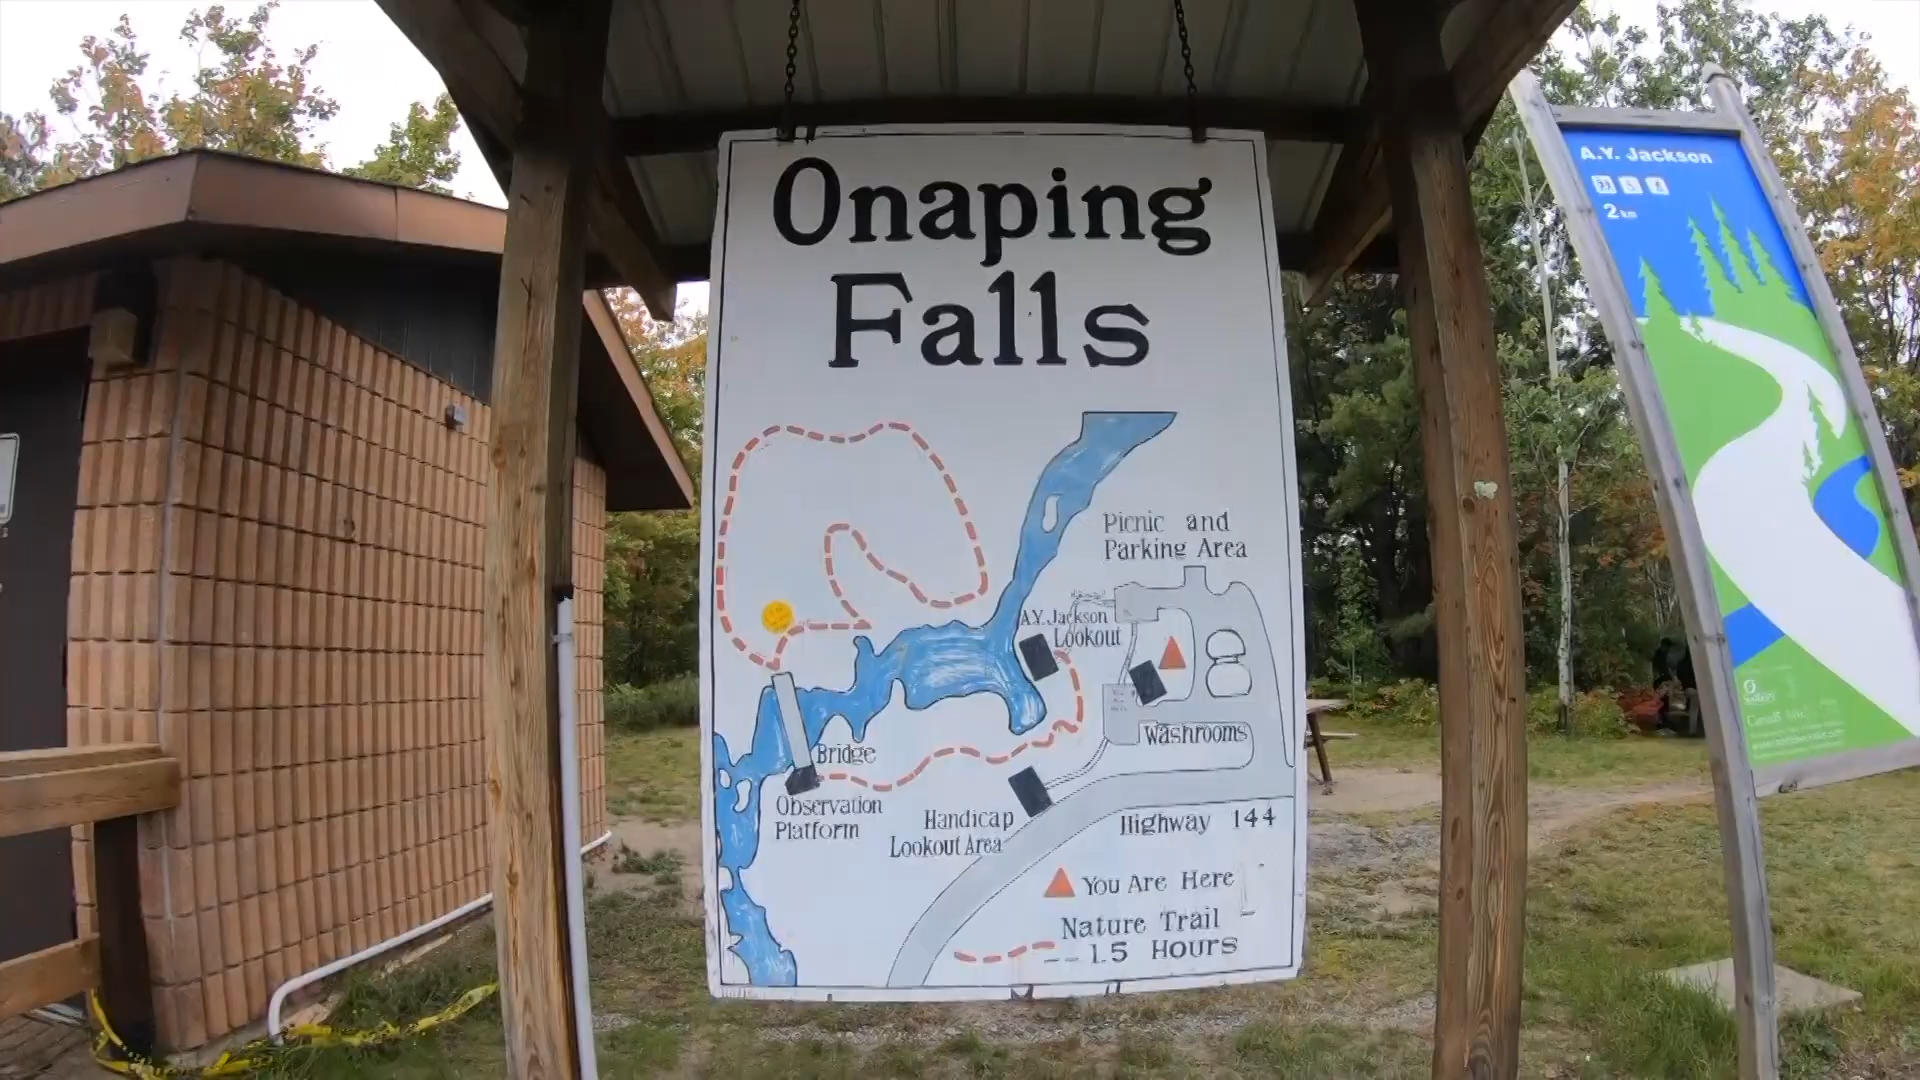 Onaping
Falls
Picnic and
Parking Area
A.Y. Jackson
Lookout
Washrooms
Bridge
Observation
Platform
Handicap
Lookout Area
Highway 144
You Are Here
Nature Trail
-- 1.5 Hours
A.Y. Jackson
2 km